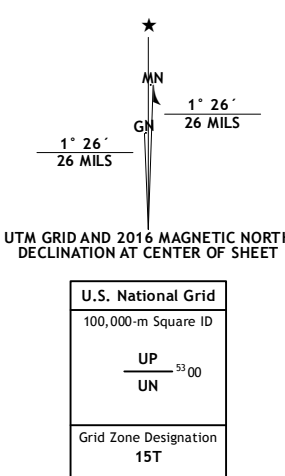 ★
MN
1° 26´
26 MILS
GN
1° 26´
26 MILS
UTM GRID AND 2016 MAGNETIC NORTH
DECLINATION AT CENTER OF SHEET
U.S. National Grid
100,000-m Square ID
UP
5300
UN
Grid Zone Designation
15T